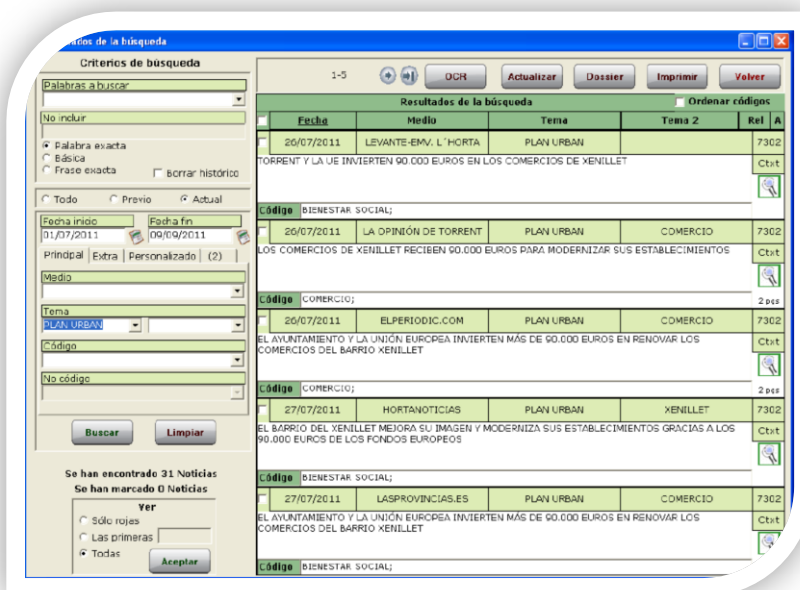 de la búsqueda
Criterios de búsqueda
Palabras a buscar
No incluir
Palabra exacta
Básica
Frase exacta
Borrar histórico
Todo Previo Actual
Fecha inicio Fecha fin
01/07/2011 09/09/2011
Principal Extra Personalizado (2)
Medio
Tema
PLAN URBAN
Código
No código
Buscar Limpiar
Se han encontrado 31 Noticias
Se han marcado 0 Noticias
Ver
Sólo rojas
Las primeras
Todas
Aceptar
1-5 OCR Actualizar Dossier Imprimir Volver
Resultados de la búsqueda Ordenar códigos
Fecha Medio Tema Tema 2 Rel A
26/07/2011 LEVANTE-EMV. L´HORTA PLAN URBAN 7302
TORRENT Y LA UE INVIERTEN 90.000 EUROS EN LOS COMERCIOS DE XENILLET Ctxt
Código BIENESTAR SOCIAL;
26/07/2011 LA OPINIÓN DE TORRENT PLAN URBAN COMERCIO 7302
LOS COMERCIOS DE XENILLET RECIBEN 90.000 EUROS PARA MODERNIZAR SUS ESTABLECIMIENTOS Ctxt
Código COMERCIO; 2 pgs
26/07/2011 ELPERIODIC.COM PLAN URBAN COMERCIO 7302
EL AYUNTAMIENTO Y LA UNIÓN EUROPEA INVIERTEN MÁS DE 90.000 EUROS EN RENOVAR LOS Ctxt
COMERCIOS DEL BARRIO XENILLET
Código COMERCIO; 2 pgs
27/07/2011 HORTANOTICIAS PLAN URBAN XENILLET 7302
EL BARRIO DEL XENILLET MEJORA SU IMAGEN Y MODERNIZA SUS ESTABLECIMIENTOS GRACIAS A LOS Ctxt
90.000 EUROS DE LOS FONDOS EUROPEOS
Código BIENESTAR SOCIAL;
27/07/2011 LASPROVINCIAS.ES PLAN URBAN COMERCIO 7302
EL AYUNTAMIENTO Y LA UNIÓN EUROPEA INVIERTEN MÁS DE 90.000 EUROS EN RENOVAR LOS Ctxt
COMERCIOS DEL BARRIO XENILLET
Código BIENESTAR SOCIAL;